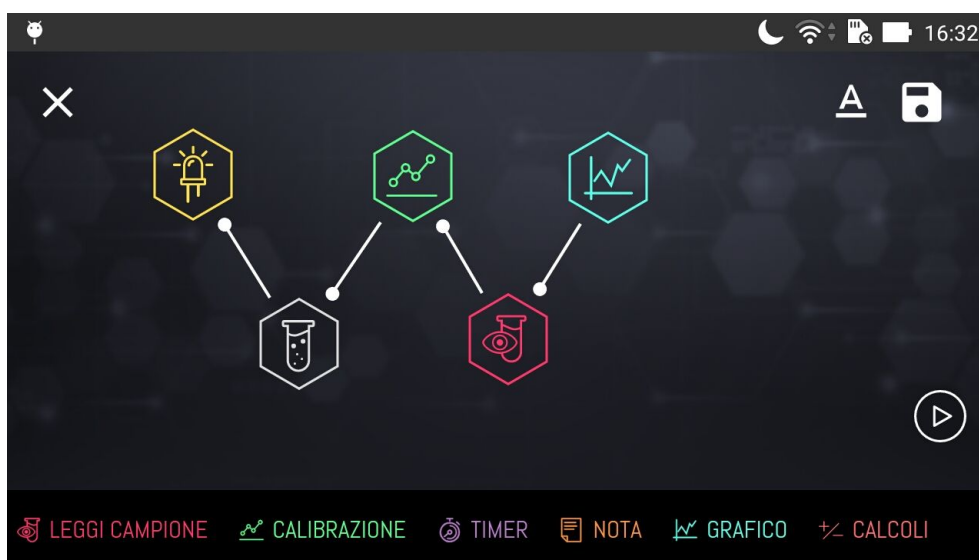 16:32
A
LEGGI CAMPIONE CALIBRAZIONE TIMER NOTA GRAFICO +/- CALCOLI